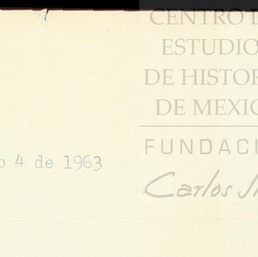 CENTRO D
ESTUDIO
DE HISTOR
DE MEXIC
FUNDACI
o 4 de 1963
Carlos